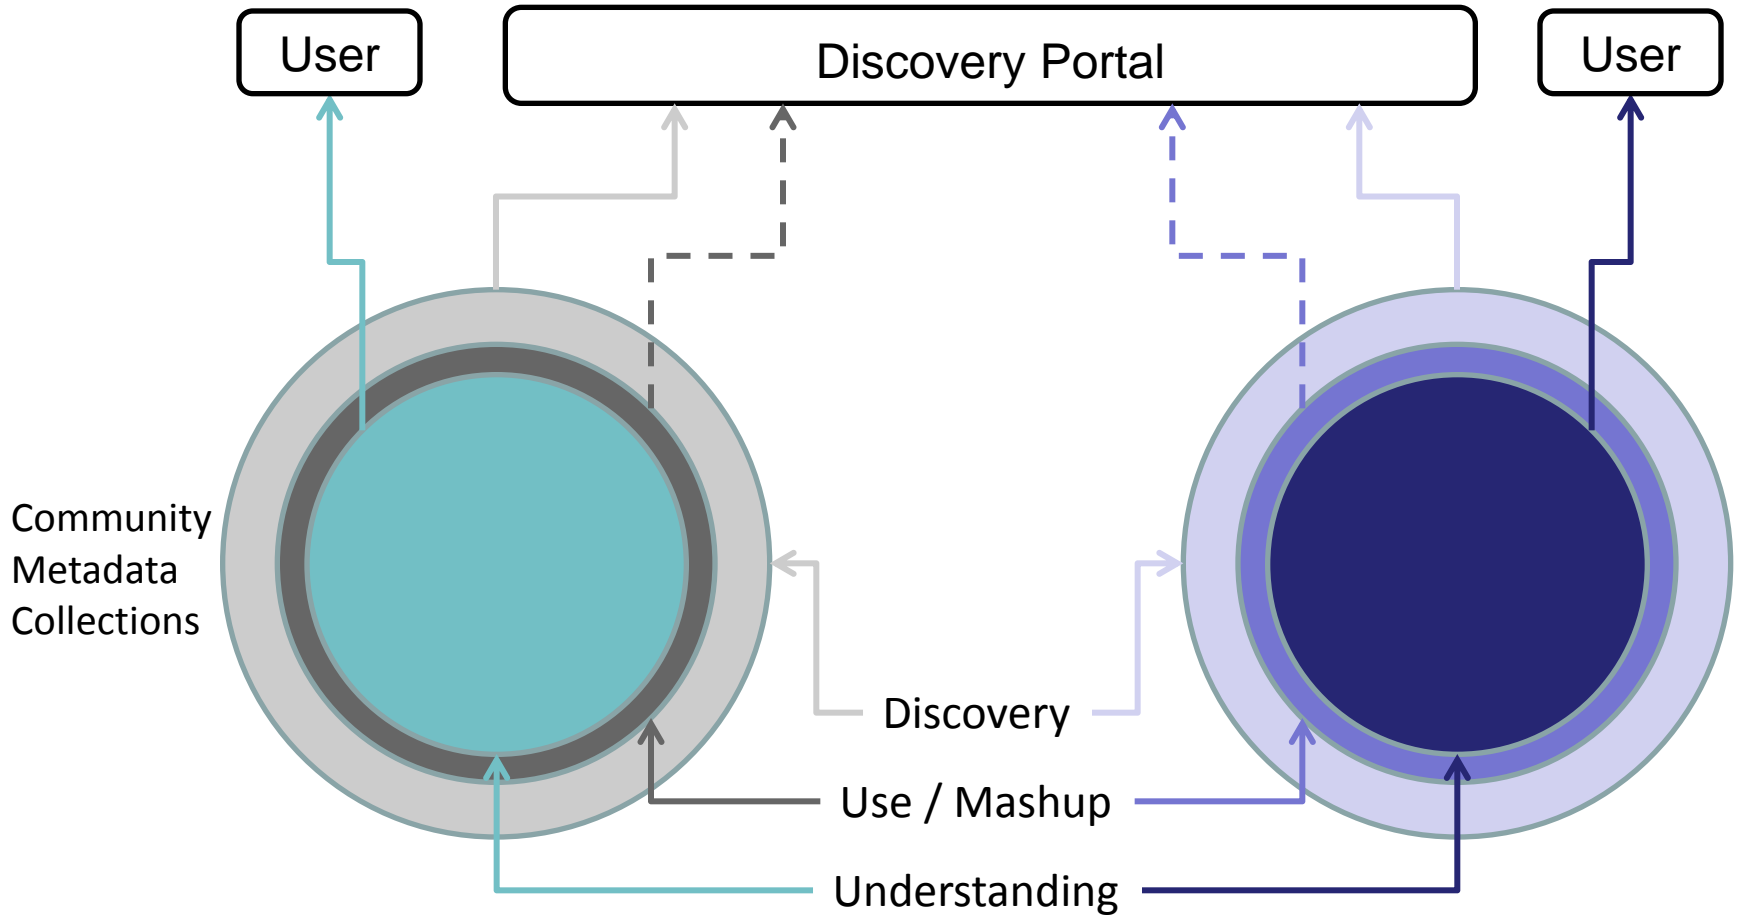 User
Discovery Portal
User
Community
Metadata
Collections
Discovery
Use / Mashup
Understanding